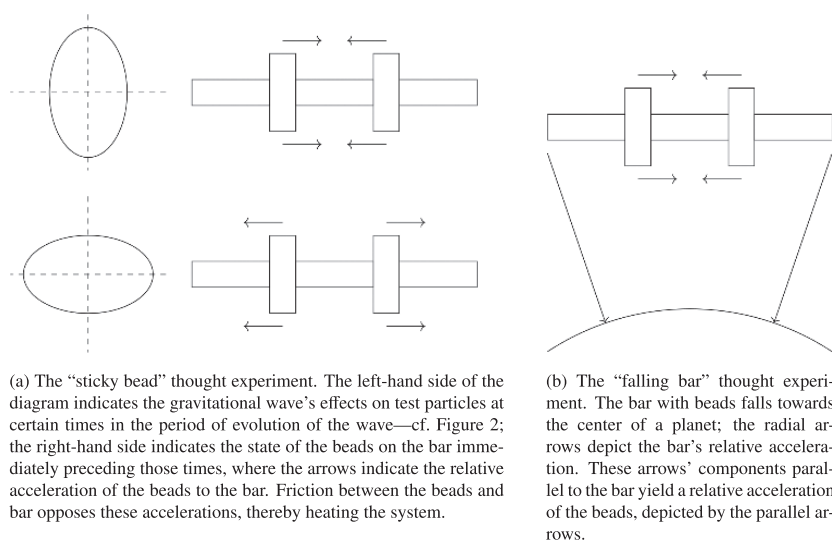 (a) The “sticky bead” thought experiment. The left-hand side of the
diagram indicates the gravitational wave’s effects on test particles at
certain times in the period of evolution of the wave—cf. Figure 2;
the right-hand side indicates the state of the beads on the bar imme-
diately preceding those times, where the arrows indicate the relative
acceleration of the beads to the bar. Friction between the beads and
bar opposes these accelerations, thereby heating the system.
(b) The “falling bar” thought experi-
ment. The bar with beads falls towards
the center of a planet; the radial ar-
rows depict the bar’s relative accelera-
tion. These arrows’ components paral-
lel to the bar yield a relative acceleration
of the beads, depicted by the parallel ar-
rows.